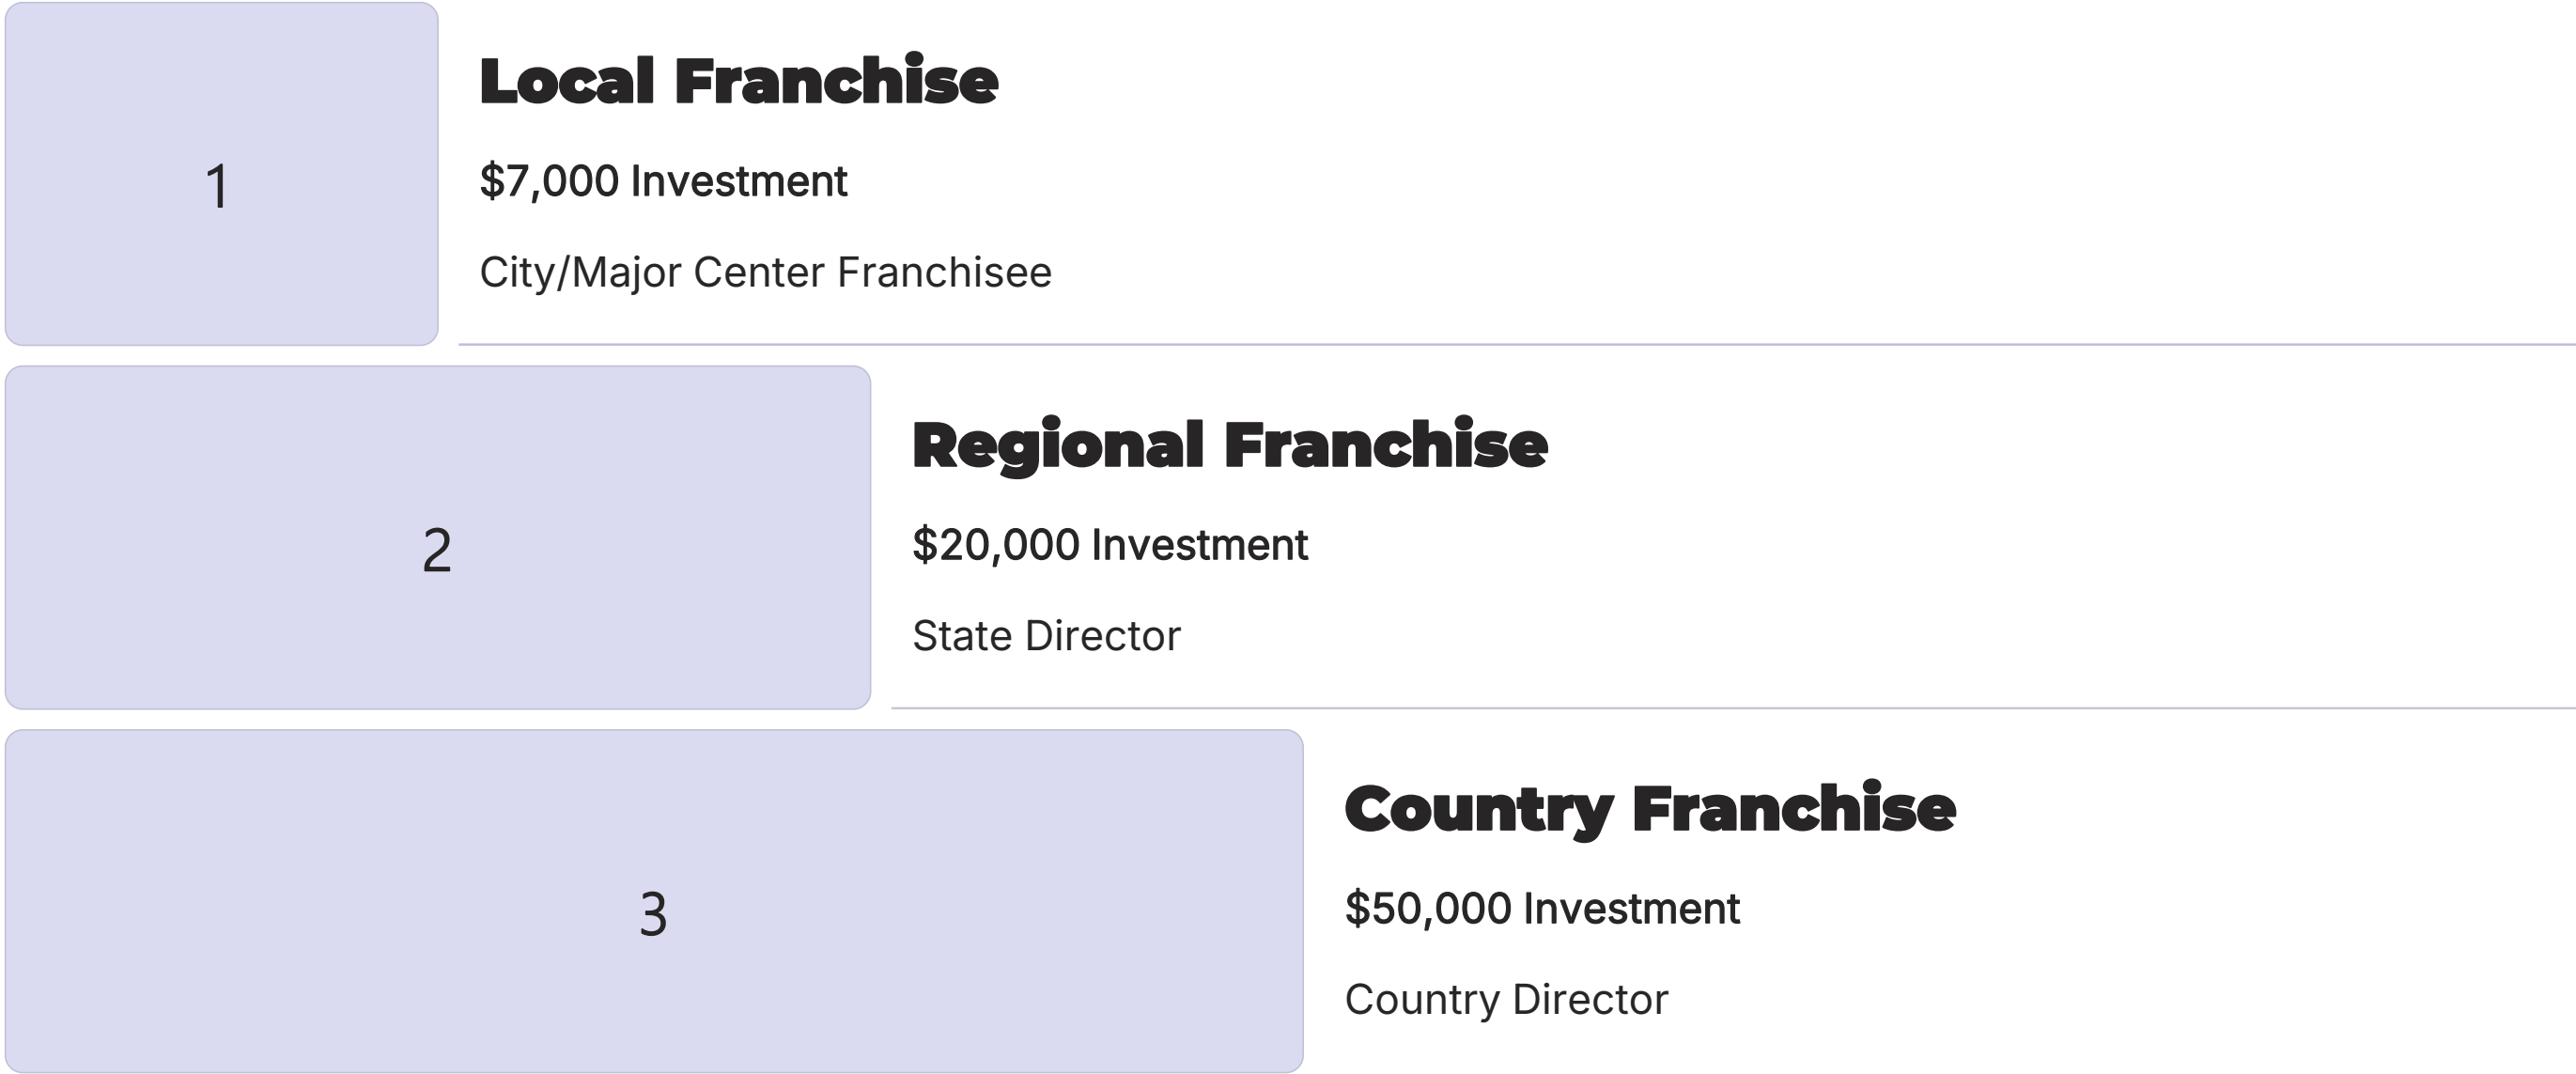 1
Local Franchise
$7,000 Investment
City/Major Center Franchisee
2
Regional Franchise
$20,000 Investment
State Director
3
Country Franchise
$50,000 Investment
Country Director